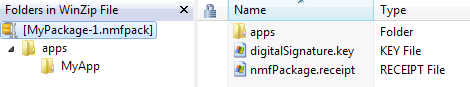 Folders in WinZip File
[MyPackage-1.nmfpack]
apps
MyApp
Name Type
apps Folder
digitalSignature.key KEY File
nmfPackage.receipt RECEIPT File